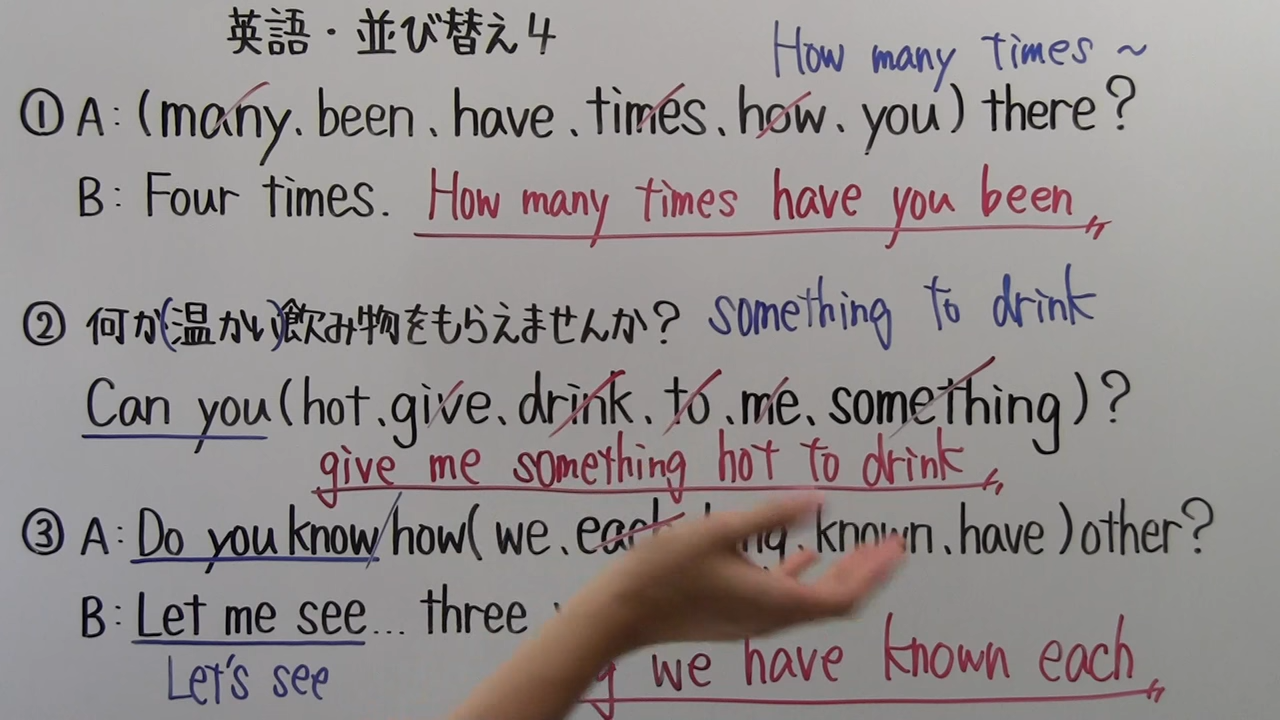 英語・並び替え4
How many times ~
① A: (many. been. have. times. how. you) there?
B: Four times. How many times have you been
② 何か(温かい)飲み物をもらえませんか? something to drink
Can you (hot. give. drink. to. me. something)?
give me something hot to drink
③ A: Do you know/how( we. each. known. have ) other?
B: Let me see... three
Let's see
we have known each